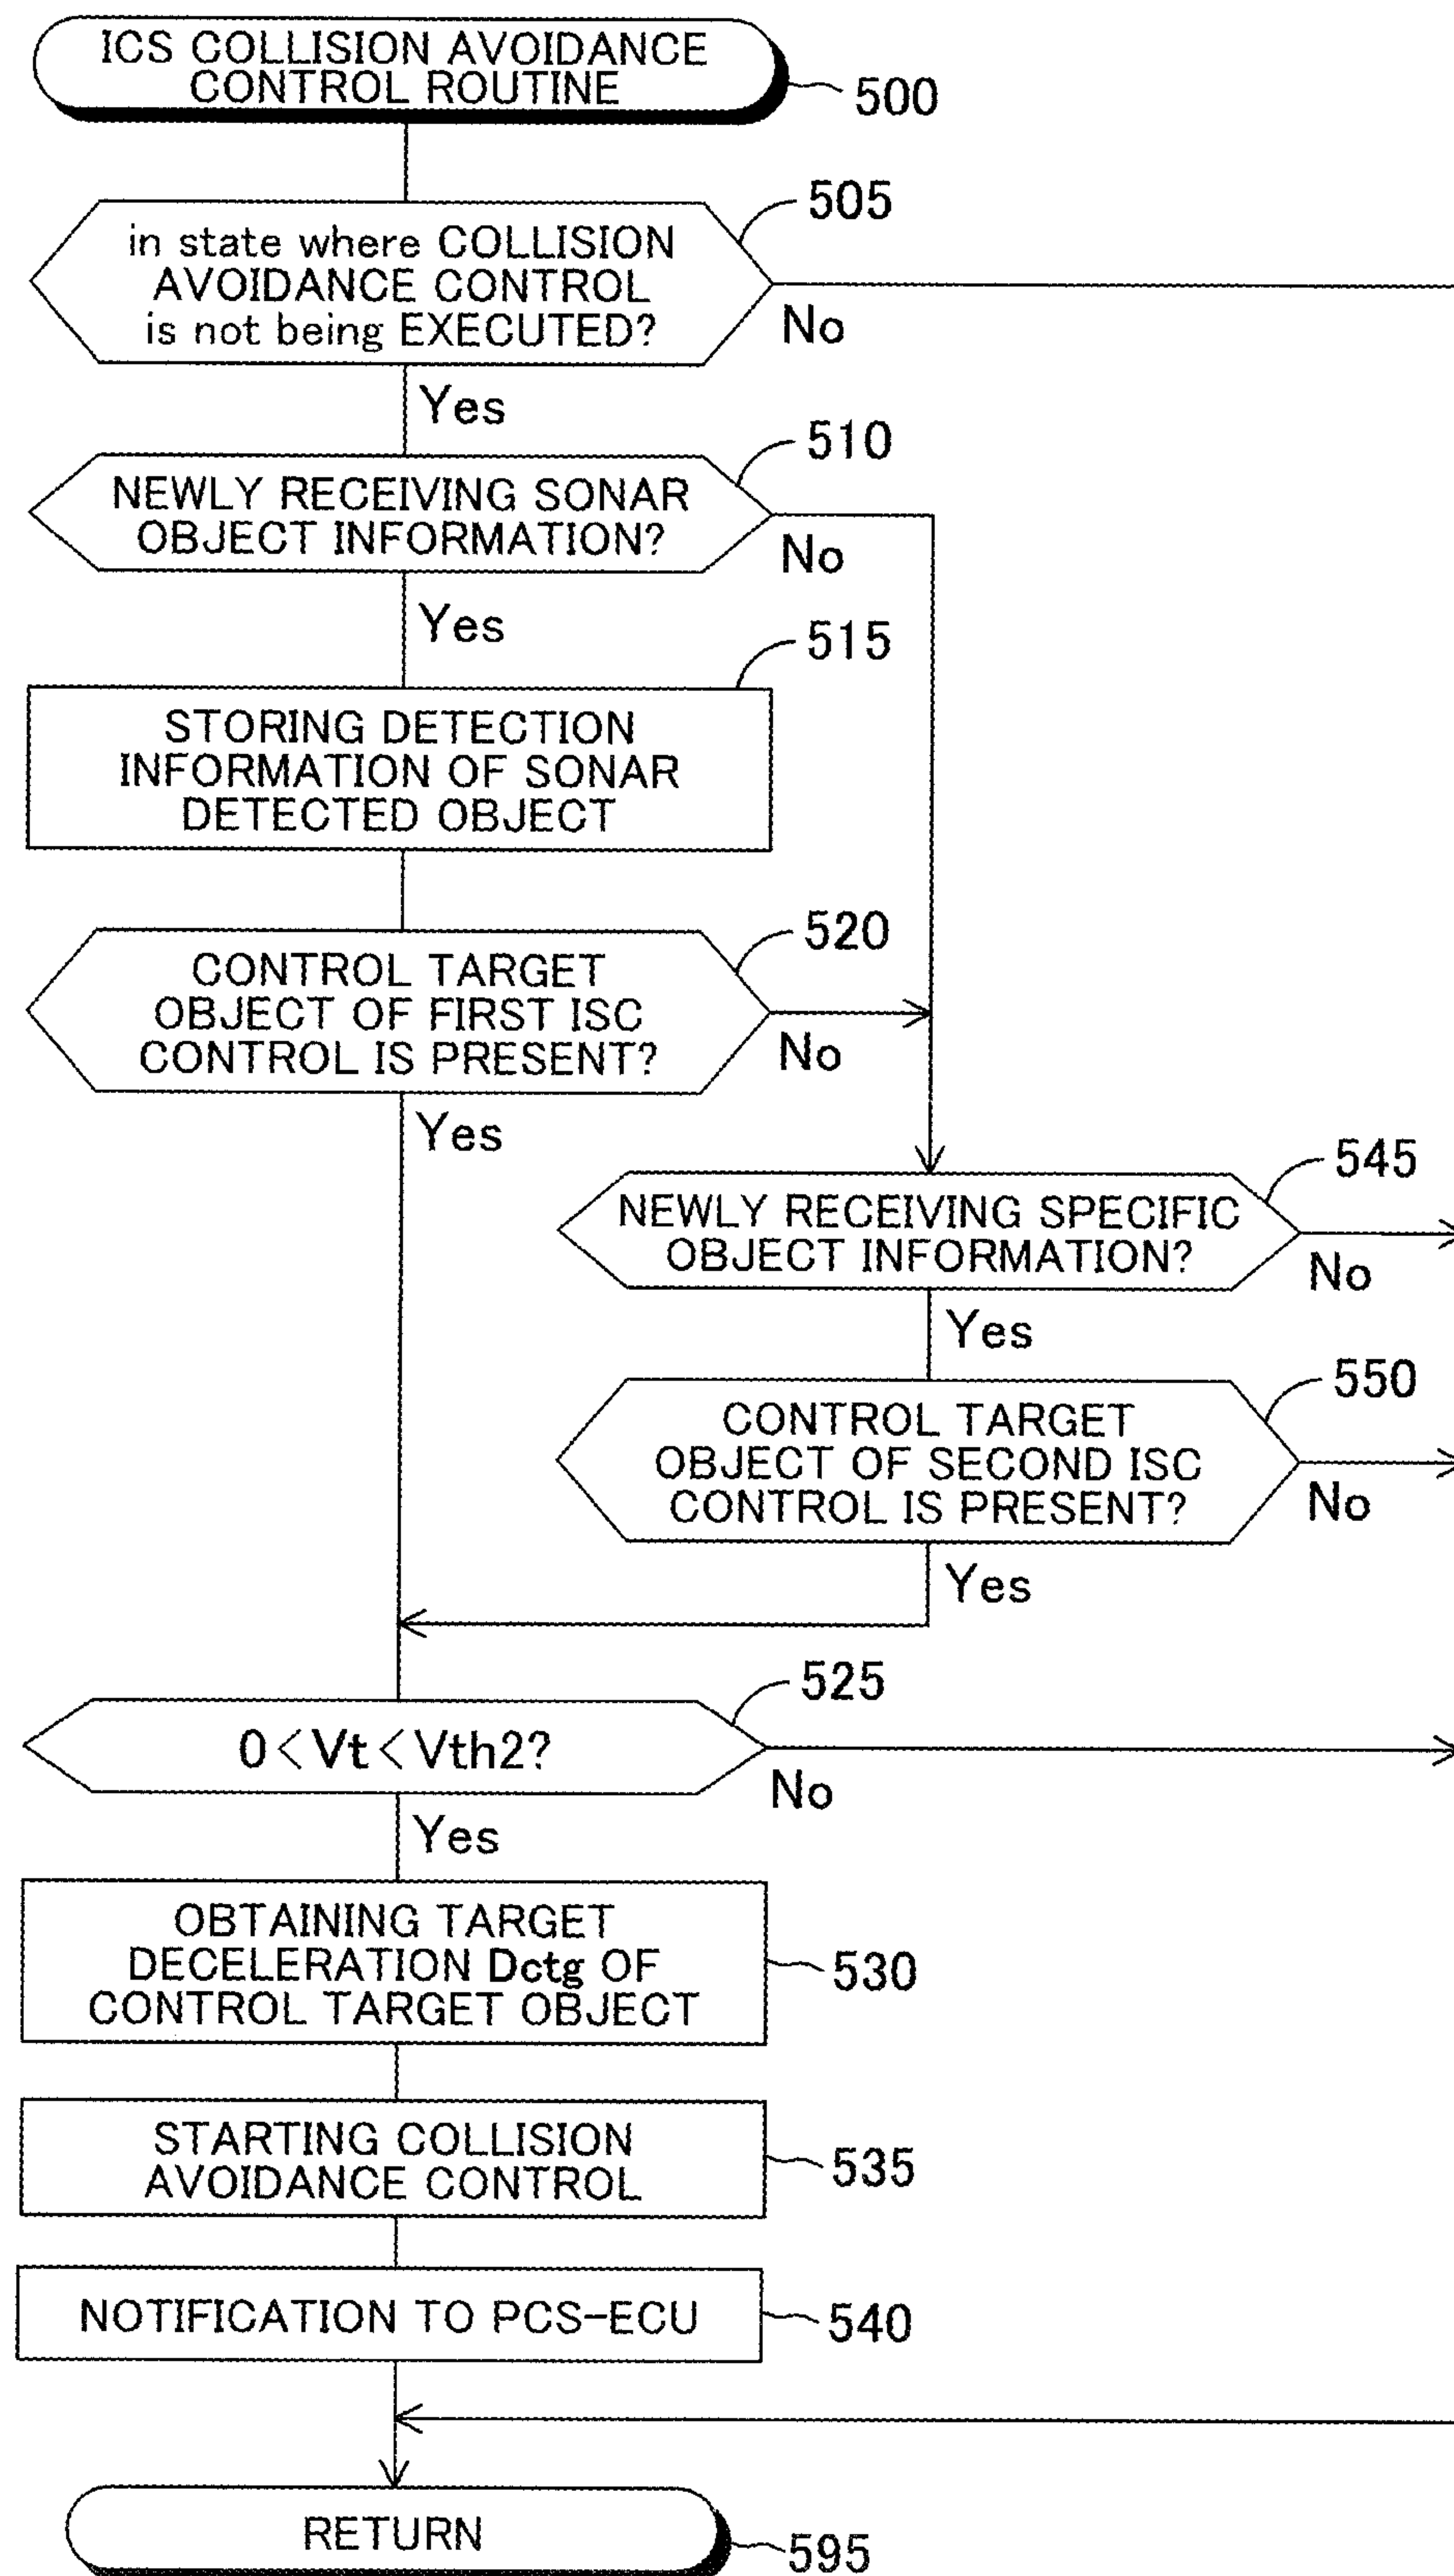 ICS COLLISION AVOIDANCE
CONTROL ROUTINE
500
505
in state where COLLISION
AVOIDANCE CONTROL
is not being EXECUTED?
No
Yes
510
NEWLY RECEIVING SONAR
OBJECT INFORMATION?
No
Yes
515
STORING DETECTION
INFORMATION OF SONAR
DETECTED OBJECT
520
CONTROL TARGET
OBJECT OF FIRST ISC
CONTROL IS PRESENT?
No
Yes
545
NEWLY RECEIVING SPECIFIC
OBJECT INFORMATION?
No
Yes
550
CONTROL TARGET
OBJECT OF SECOND ISC
CONTROL IS PRESENT?
No
Yes
525
0<Vt<Vth2?
No
Yes
OBTAINING TARGET
DECELERATION Dctg OF
CONTROL TARGET OBJECT
530
STARTING COLLISION
AVOIDANCE CONTROL
535
NOTIFICATION TO PCS-ECU
540
RETURN
595